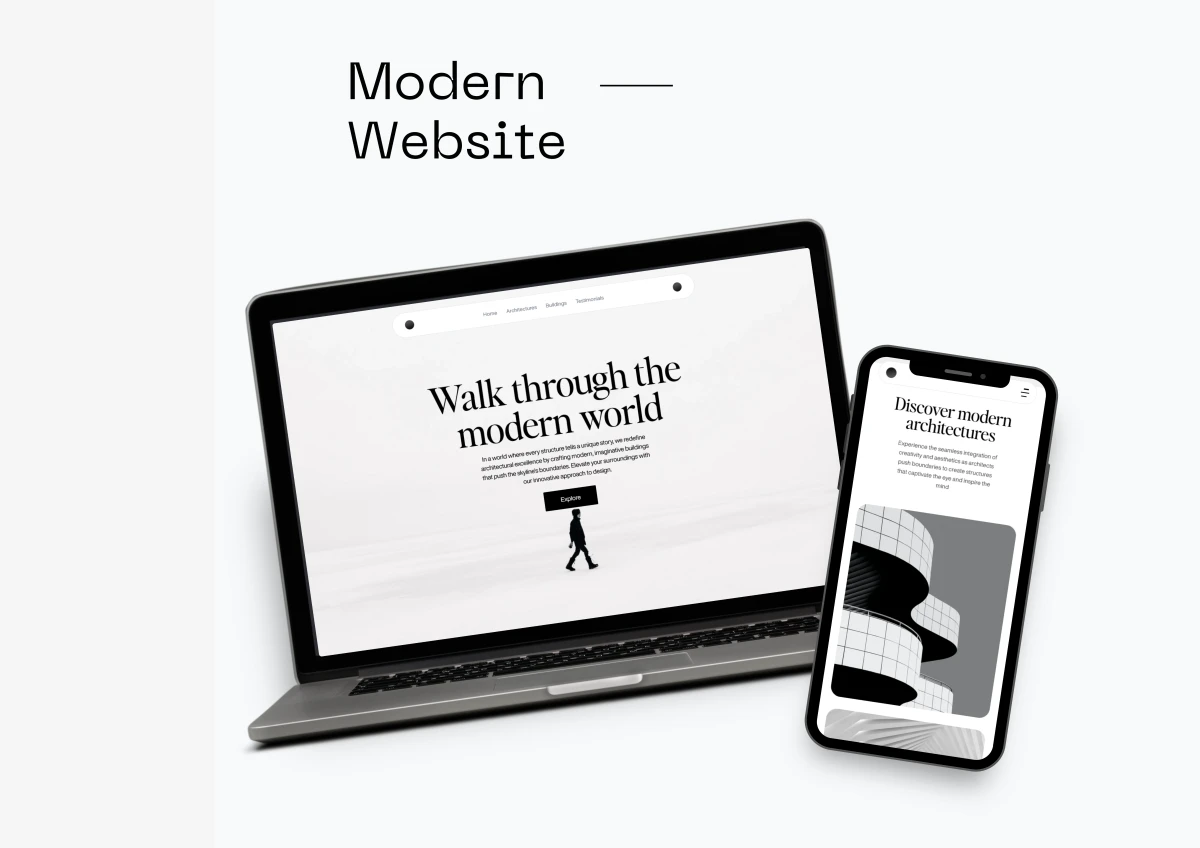 Modern
Website
Home Architectures Buildings Testimonials
Walk through the
modern world
In a world where every structure tells a unique story, we redefine
architectural excellence by crafting modern, imaginative buildings
that push the skyline's boundaries. Elevate your surroundings with
our innovative approach to design.
Explore
Discover modern
architectures
Experience the seamless integration of
creativity and aesthetics as architects
push boundaries to create structures
that captivate the eye and inspire the
mind